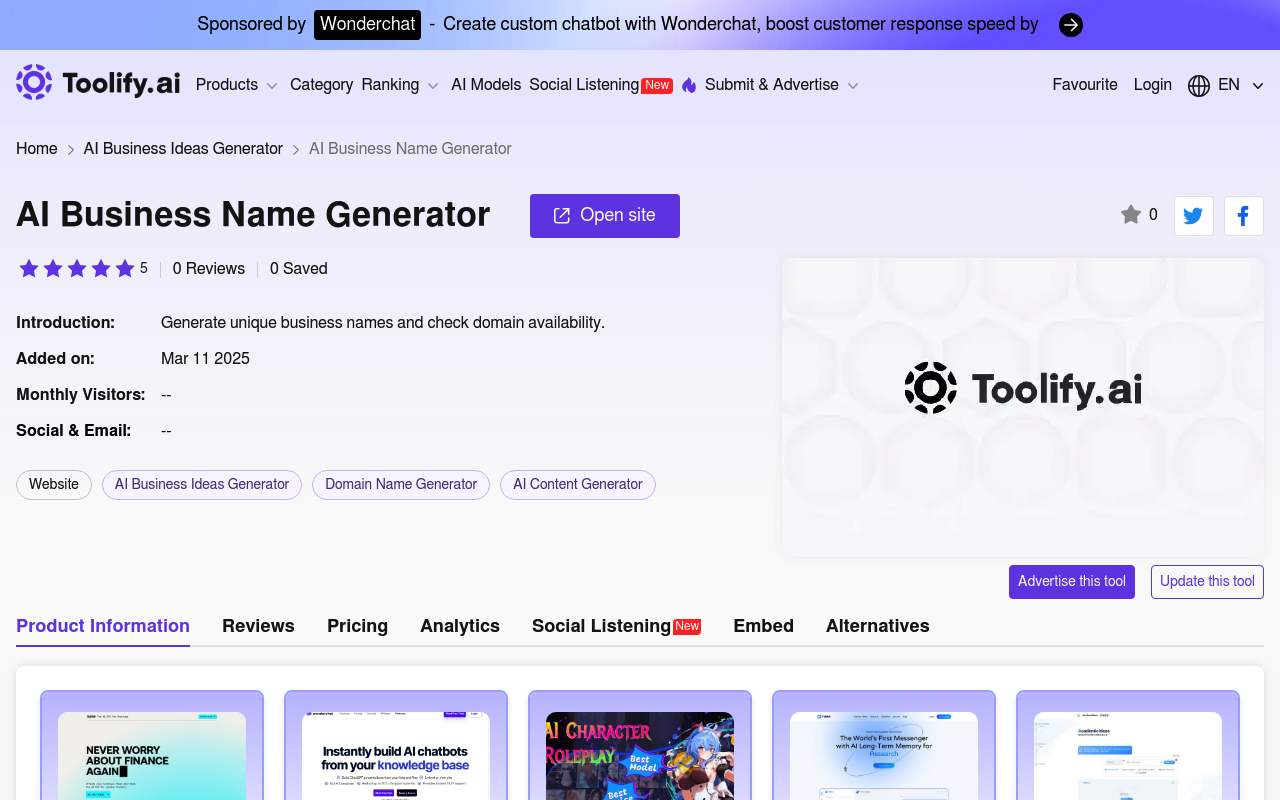 Sponsored by Wonderchat - Create custom chatbot with Wonderchat, boost customer response speed by
Toolify.ai Products Category Ranking AI Models Social Listening New Submit & Advertise Favourite Login EN
Home > AI Business Ideas Generator > AI Business Name Generator
AI Business Name Generator Open site 0
5 0 Reviews 0 Saved
Introduction: Generate unique business names and check domain availability.
Added on: Mar 11 2025
Monthly Visitors: --
Social & Email: --
Website AI Business Ideas Generator Domain Name Generator AI Content Generator
Toolify.ai
Advertise this tool Update this tool
Product Information Reviews Pricing Analytics Social Listening New Embed Alternatives
NEVER WORRY
ABOUT FINANCE
AGAIN
Instantly build AI chatbots
from your knowledge base
AI Character
Roleplay
Best
Model
Best
The World's First Messenger
with AI Long-Term Memory for
Research
Academic Ideas